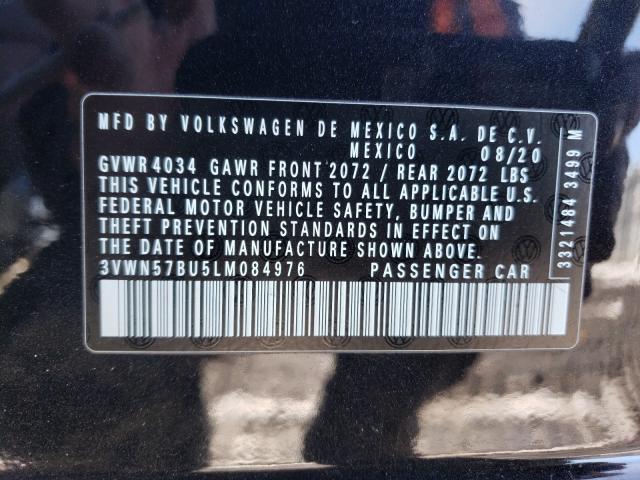 MFD BY VOLKSWAGEN DE MEXICO S.A. DE C.V.
MEXICO 08/20
GVWR 4034 GAWR FRONT 2072 / REAR 2072 LBS
THIS VEHICLE CONFORMS TO ALL APPLICABLE U.S.
FEDERAL MOTOR VEHICLE SAFETY, BUMPER AND
THEFT PREVENTION STANDARDS IN EFFECT ON
THE DATE OF MANUFACTURE SHOWN ABOVE.
3VWN57BU5LM084976 PASSENGER CAR
3321484 3499 M